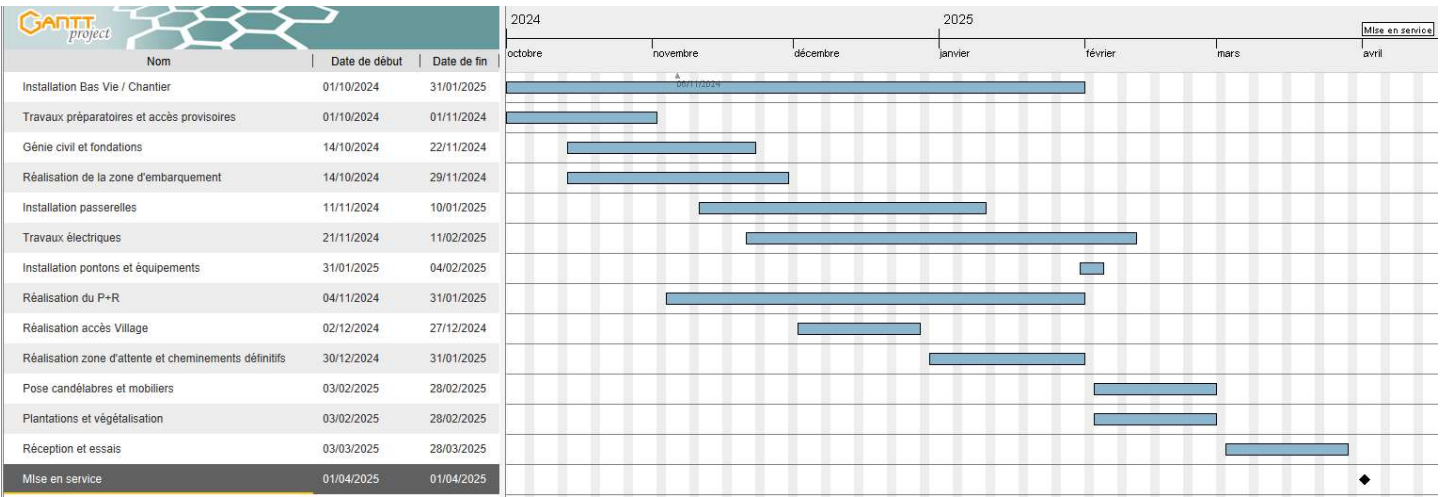 GANTT project
2024 2025
Mise en service
Nom Date de début Date de fin
octobre novembre décembre janvier février mars avril
06/11/2024
Installation Bas Vie / Chantier 01/10/2024 31/01/2025
Travaux préparatoires et accès provisoires 01/10/2024 01/11/2024
Génie civil et fondations 14/10/2024 22/11/2024
Réalisation de la zone d'embarquement 14/10/2024 29/11/2024
Installation passerelles 11/11/2024 10/01/2025
Travaux électriques 21/11/2024 11/02/2025
Installation pontons et équipements 31/01/2025 04/02/2025
Réalisation du P+R 04/11/2024 31/01/2025
Réalisation accès Village 02/12/2024 27/12/2024
Réalisation zone d'attente et cheminements définitifs 30/12/2024 31/01/2025
Pose candélabres et mobiliers 03/02/2025 28/02/2025
Plantations et végétalisation 03/02/2025 28/02/2025
Réception et essais 03/03/2025 28/03/2025
MIse en service 01/04/2025 01/04/2025